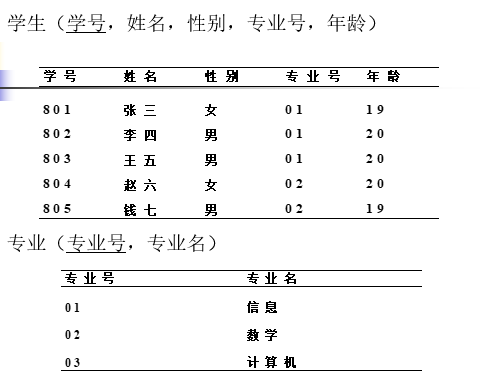 学生（学号，姓名，性别，专业号，年龄）
学号 姓名 性别 专业号 年龄
801 张三 女 01 19
802 李四 男 01 20
803 王五 男 01 20
804 赵六 女 02 20
805 钱七 男 02 19
专业（专业号，专业名）
专业号 专业名
01 信息
02 数学
03 计算机